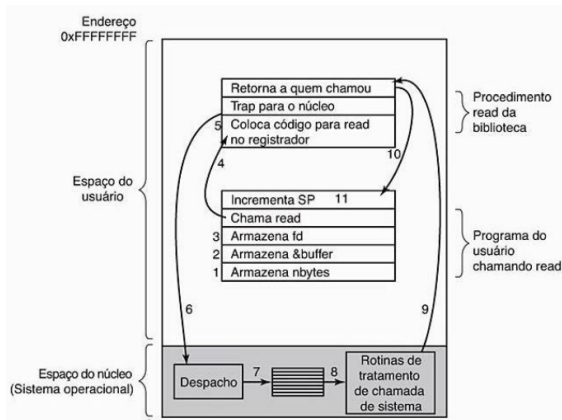 Endereço
0xFFFFFFFF
Retorna a quem chamou
Trap para o núcleo
5 Coloca código para read
no registrador
4
10
Procedimento
read da
biblioteca
Espaço do
usuário
Incrementa SP 11
Chama read
3 Armazena fd
2 Armazena &buffer
1 Armazena nbytes
Programa do
usuário
chamando read
6
9
Espaço do núcleo
(Sistema operacional)
Despacho
7
8
Rotinas de
tratamento
de chamada
de sistema